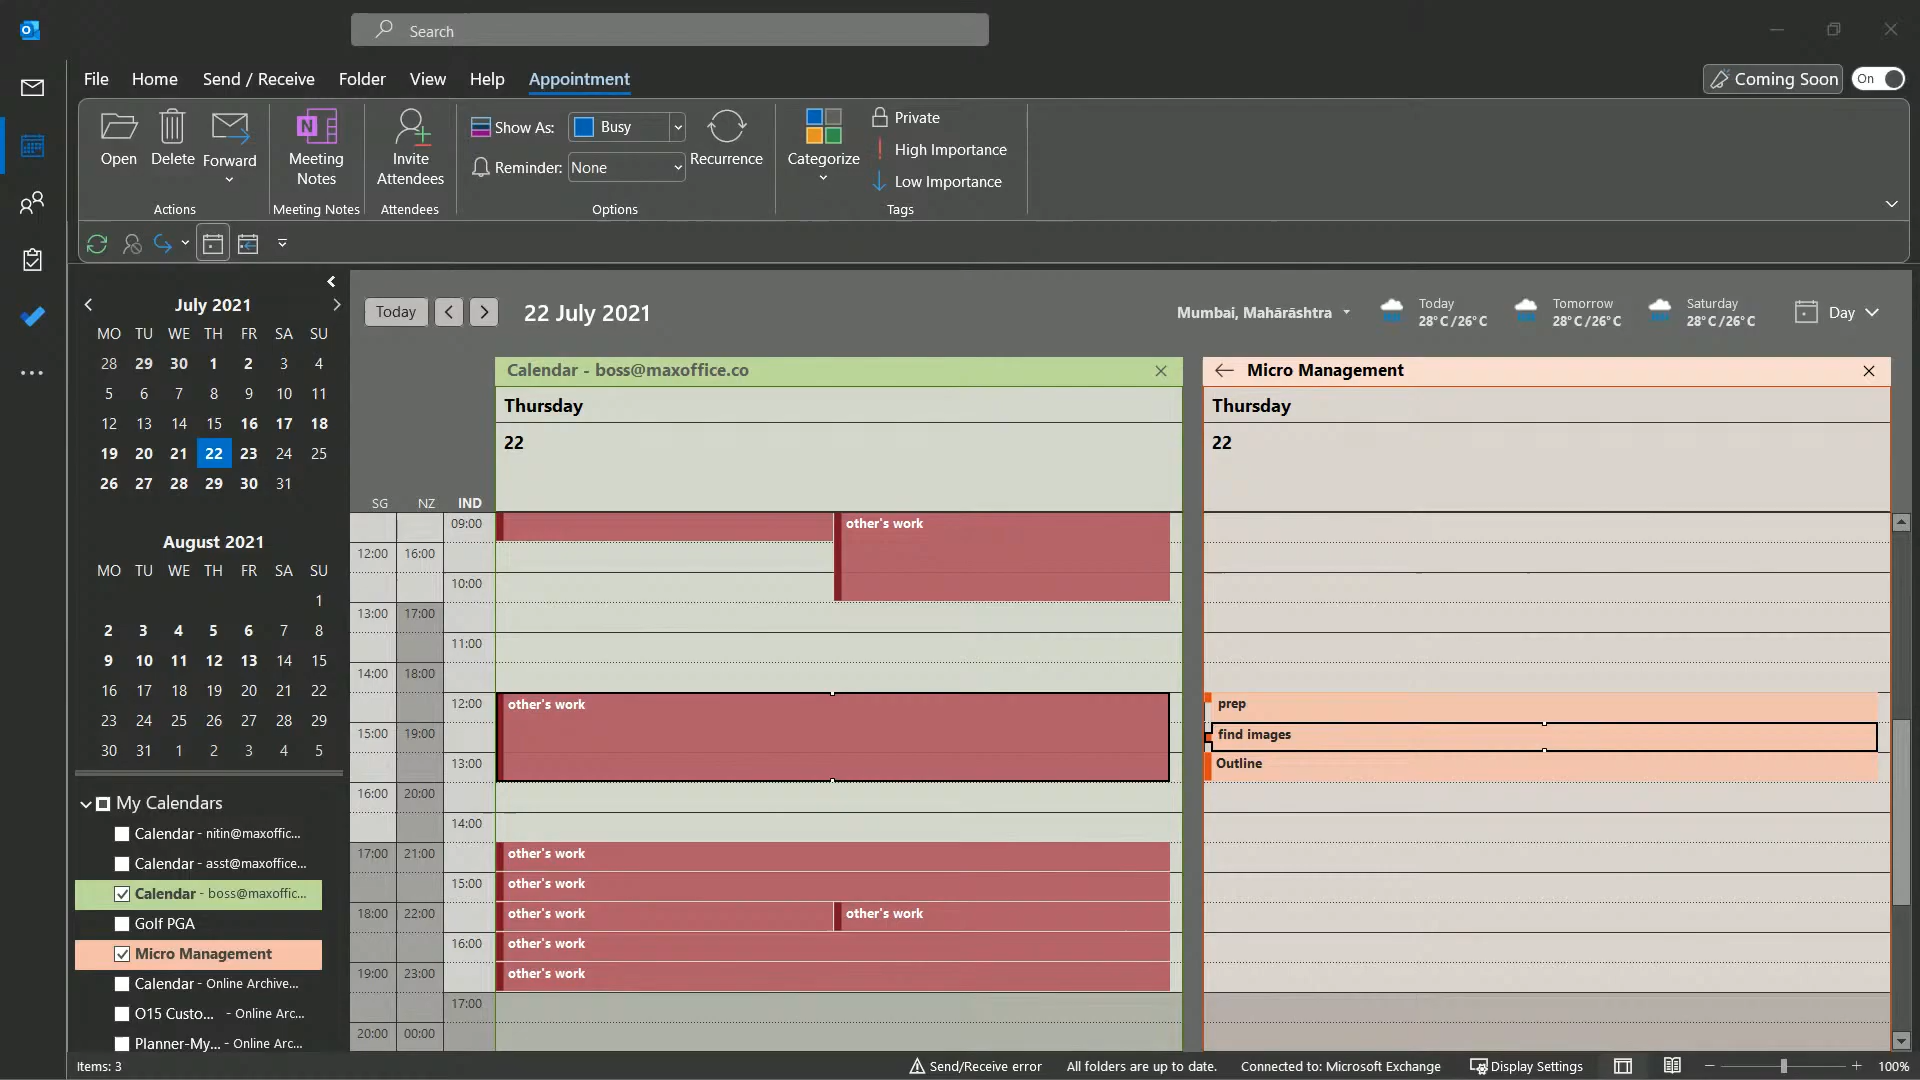 Search
File Home Send / Receive Folder View Help Appointment
Coming Soon On
Open Delete Forward
Meeting Notes
Invite Attendees
Show As: Busy
Reminder: None
Recurrence
Categorize
Private
High Importance
Low Importance
Actions Meeting Notes Attendees Options Tags
July 2021
MO TU WE TH FR SA SU
28 29 30 1 2 3 4
5 6 7 8 9 10 11
12 13 14 15 16 17 18
19 20 21 22 23 24 25
26 27 28 29 30 31
August 2021
MO TU WE TH FR SA SU
1
2 3 4 5 6 7 8
9 10 11 12 13 14 15
16 17 18 19 20 21 22
23 24 25 26 27 28 29
30 31 1 2 3 4 5
My Calendars
Calendar - nitin@maxoffic...
Calendar - asst@maxoffice...
Calendar - boss@maxoffic...
Golf PGA
Micro Management
Calendar - Online Archive...
O15 Custo... - Online Arc...
Planner-My... - Online Arc...
Today
22 July 2021
Mumbai, Mahārāshtra
Today
28°C/26°C
Tomorrow
28°C/26°C
Saturday
28°C/26°C
Day
Calendar - boss@maxoffice.co
Thursday
22
Micro Management
Thursday
22
SG NZ IND
09:00
12:00 16:00
10:00
13:00 17:00
11:00
14:00 18:00
12:00
15:00 19:00
13:00
16:00 20:00
14:00
17:00 21:00
15:00
18:00 22:00
16:00
19:00 23:00
17:00
20:00 00:00
other's work
other's work
other's work
other's work
other's work other's work
other's work
other's work
prep
find images
Outline
Items: 3
Send/Receive error
All folders are up to date.
Connected to: Microsoft Exchange
Display Settings
100%